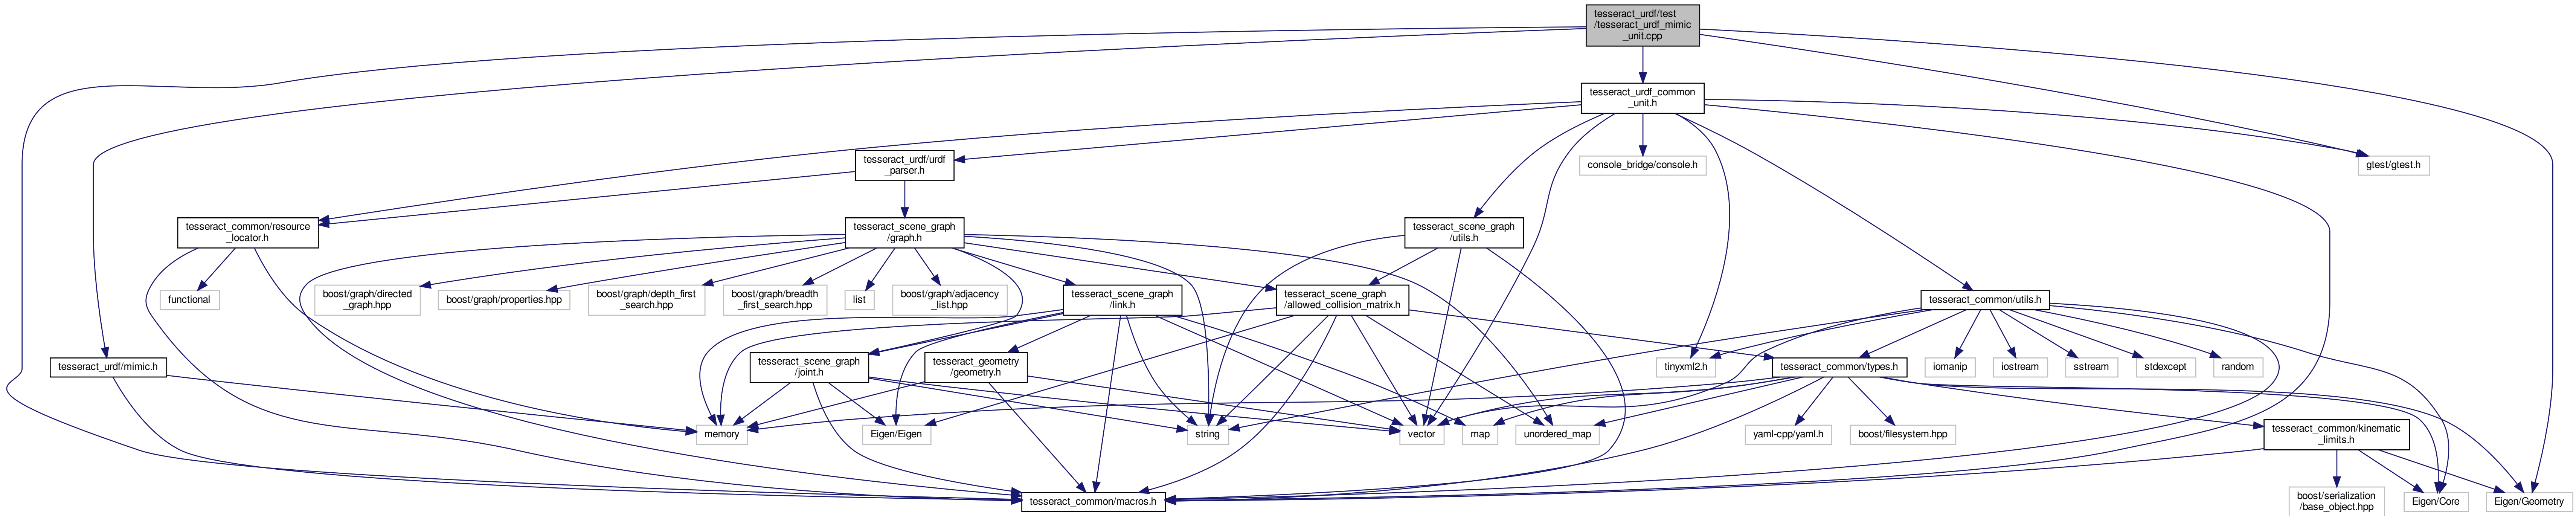 tesseract_urdf/test
/tesseract_urdf_mimic
_unit.cpp
tesseract_urdf_common
_unit.h
tesseract_urdf/urdf
_parser.h
console_bridge/console.h
gtest/gtest.h
tesseract_common/resource
_locator.h
tesseract_scene_graph
/graph.h
tesseract_scene_graph
/utils.h
functional
boost/graph/directed
_graph.hpp
boost/graph/properties.hpp
boost/graph/depth_first
_search.hpp
boost/graph/breadth
_first_search.hpp
list
boost/graph/adjacency
_list.hpp
tesseract_scene_graph
/link.h
tesseract_scene_graph
/allowed_collision_matrix.h
tesseract_common/utils.h
tesseract_urdf/mimic.h
tesseract_scene_graph
/joint.h
tesseract_geometry
/geometry.h
tinyxml2.h
tesseract_common/types.h
iomanip
iostream
sstream
stdexcept
random
memory
Eigen/Eigen
string
vector
map
unordered_map
yaml-cpp/yaml.h
boost/filesystem.hpp
tesseract_common/kinematic
_limits.h
tesseract_common/macros.h
boost/serialization
/base_object.hpp
Eigen/Core
Eigen/Geometry